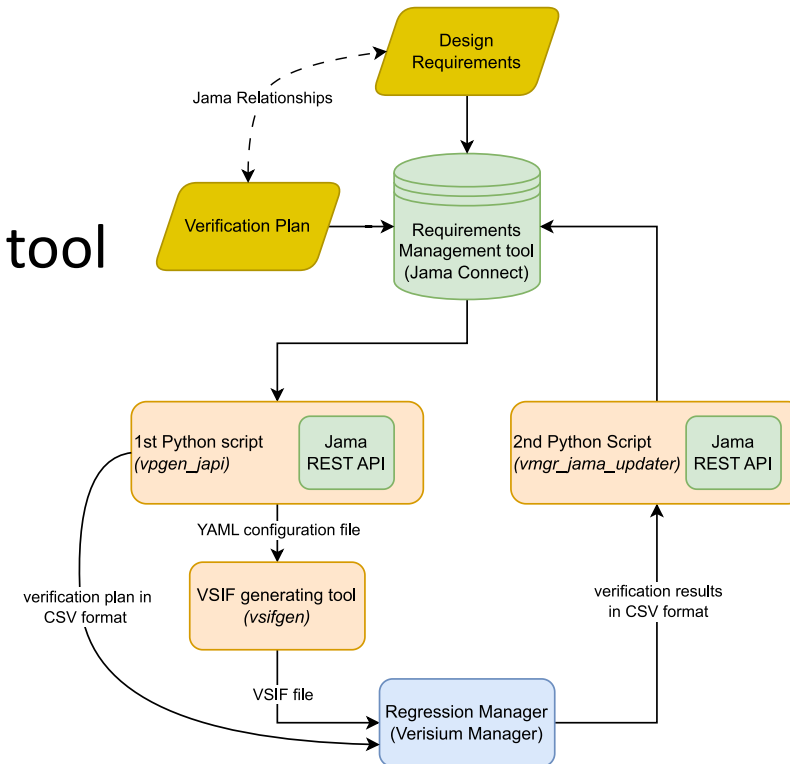 Design
Requirements
Jama Relationships
Verification Plan
tool
Requirements
Management tool
(Jama Connect)
1st Python script
(vpgen_japi)
Jama
REST API
2nd Python Script
(vmgr_jama_updater)
Jama
REST API
YAML configuration file
VSIF generating tool
(vsifgen)
verification plan in
CSV format
verification results
in CSV format
VSIF file
Regression Manager
(Verisium Manager)